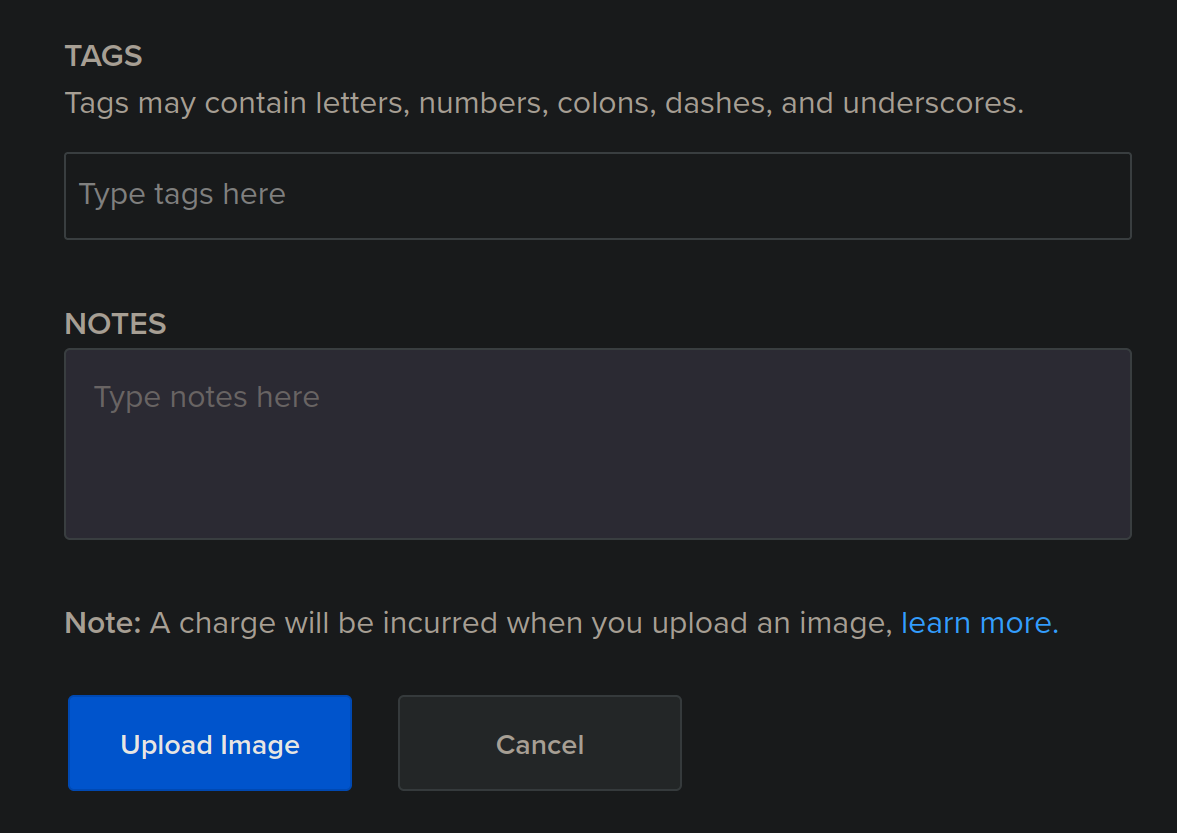 TAGS
Tags may contain letters, numbers, colons, dashes, and underscores.
Type tags here
NOTES
Type notes here
Note: A charge will be incurred when you upload an image, learn more.
Upload Image
Cancel